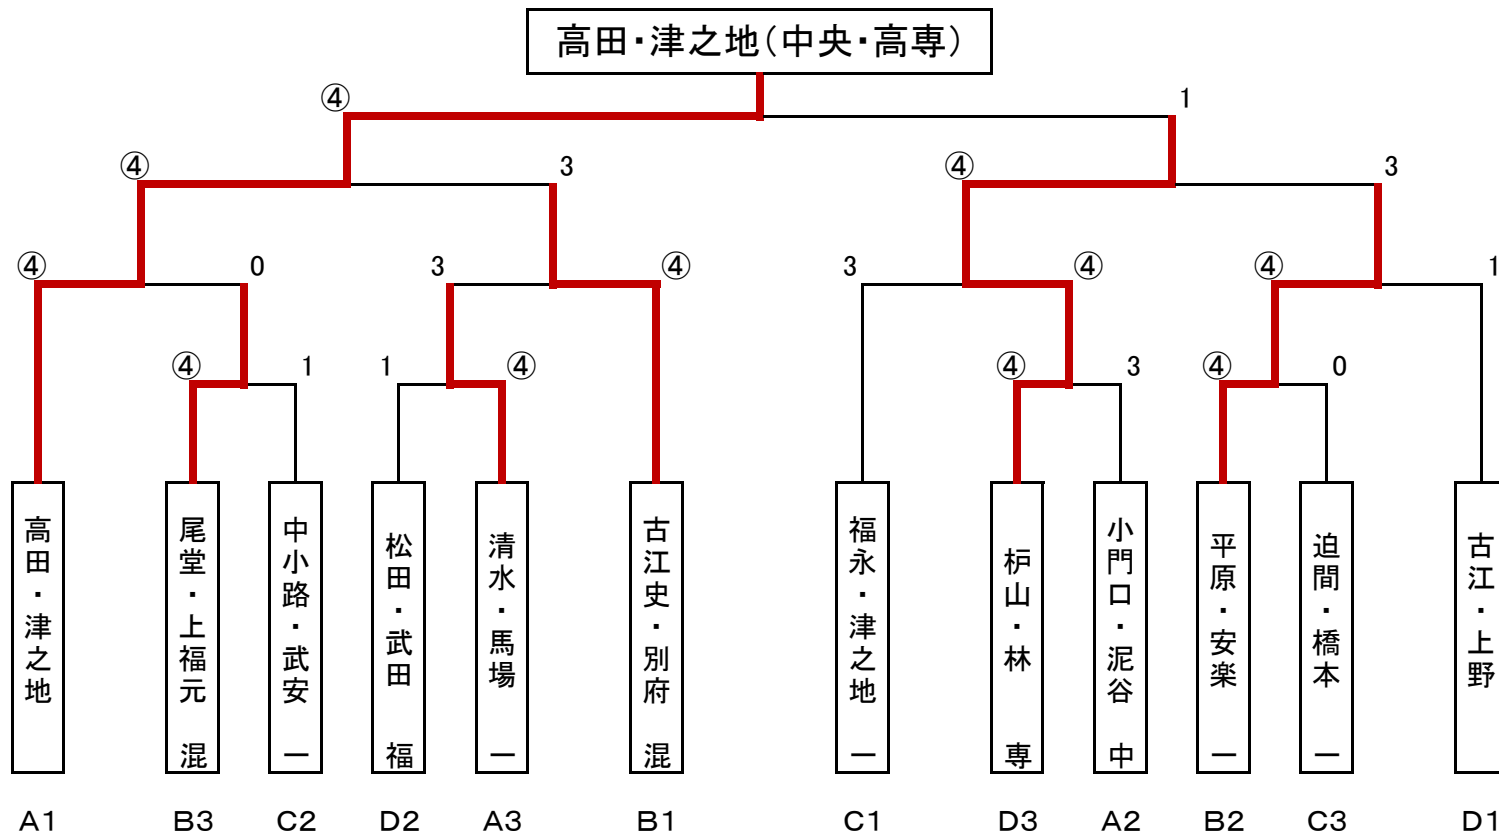 高田・津之地（中央・高専）
④ 1
④ 3 ④ 3
④ 0 3 ④ 3 ④ ④ 1
④ 1 1 ④ ④ 3 ④ 0
高田・津之地
尾堂・上福元 混
中小路・武安 一
松田・武田 福
清水・馬場 一
古江史・別府 混
福永・津之地 一
枦山・林 専
小門口・泥谷 中
平原・安楽 一
迫間・橋本 一
古江・上野
A1 B3 C2 D2 A3 B1 C1 D3 A2 B2 C3 D1